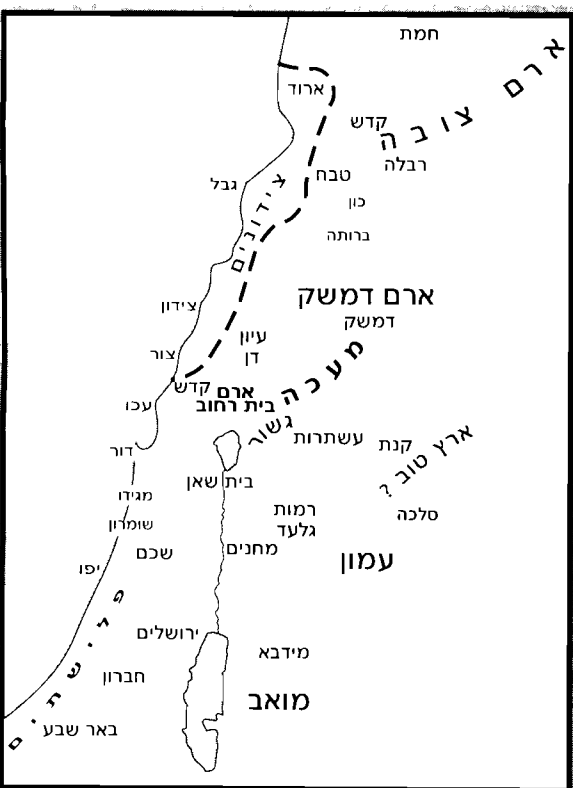 חמת
ארם צובה
ארוד
קדש
רבלה
טבח
גבל
צידונים
כון
ברותה
ארם דמשק
צידון
דמשק
עיון
דן
צור
מעכה
קדש
ארם
בית רחוב
עכו
גשור
עשתרות
קנת
ארץ טוב ?
דור
בית שאן
מגידו
רמות
גלעד
סלכה
שומרון
שכם
מחנים
עמון
יפו
פלישתים
ירושלים
מידבא
חברון
מואב
באר שבע